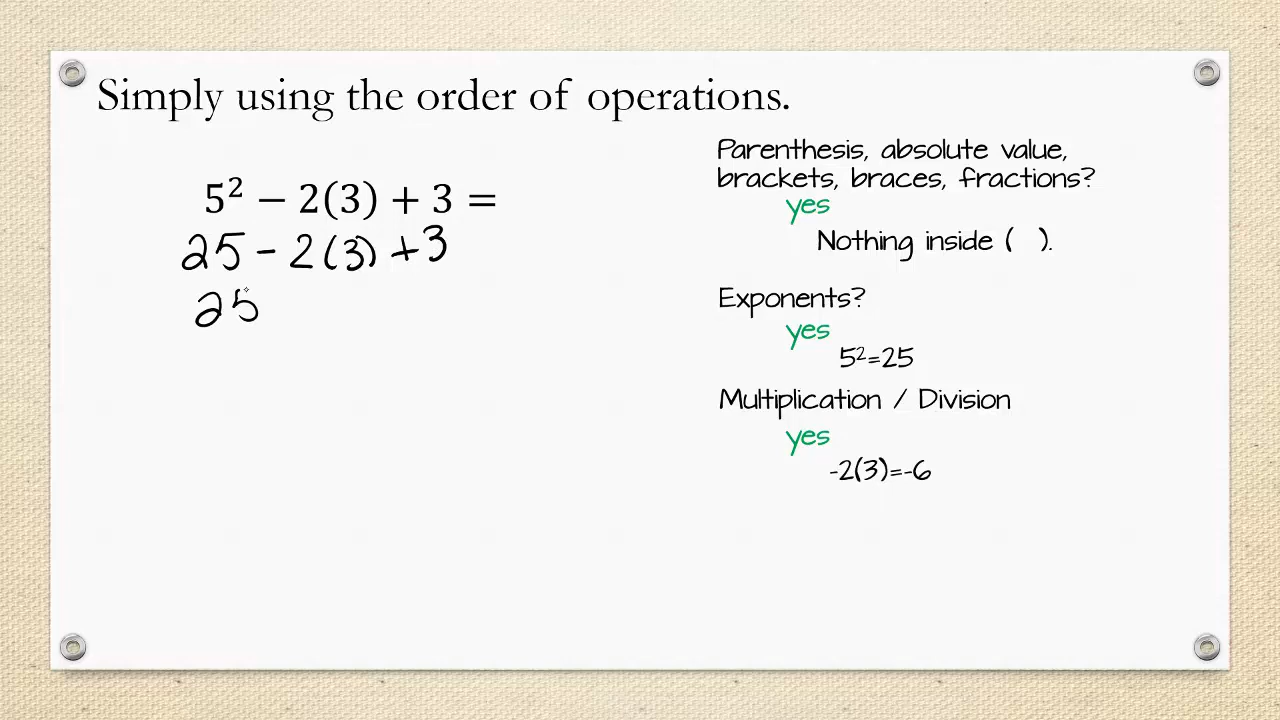 Simply using the order of operations.
5² − 2(3) + 3 =
25 - 2(3) +3
25
Parenthesis, absolute value,
brackets, braces, fractions?
yes
Nothing inside (  ).
Exponents?
yes
5²=25
Multiplication / Division
yes
-2(3)=-6